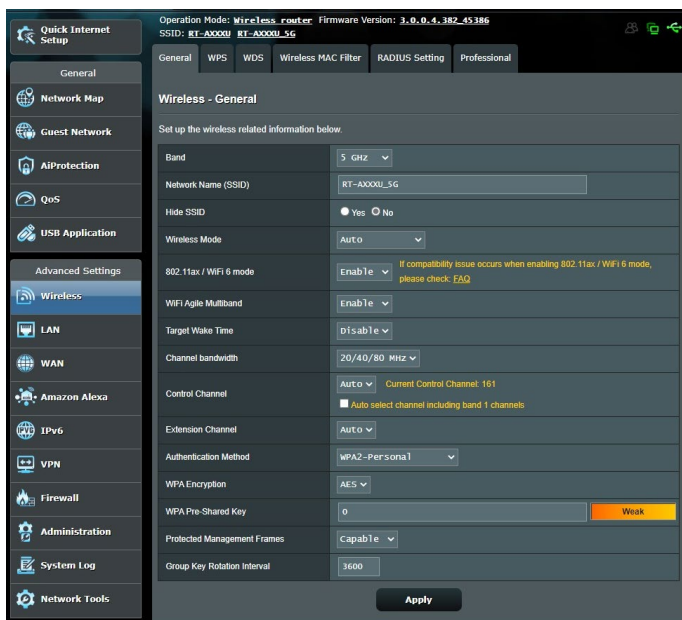 Quick Internet
Setup
General
Network Map
Guest Network
AiProtection
QoS
USB Application
Advanced Settings
Wireless
LAN
WAN
Amazon Alexa
IPv6
VPN
Firewall
Administration
System Log
Network Tools
Operation Mode: Wireless router Firmware Version: 3.0.0.4.382_45386
SSID: RT-AXXXU RT-AXXXU_5G
General WPS WDS Wireless MAC Filter RADIUS Setting Professional
Wireless - General
Set up the wireless related information below.
Band 5 GHz
Network Name (SSID) RT-AXXXU_5G
Hide SSID Yes No
Wireless Mode Auto
802.11ax / WiFi 6 mode Enable If compatibility issue occurs when enabling 802.11ax / WiFi 6 mode,
please check: FAQ
WiFi Agile Multiband Enable
Target Wake Time Disable
Channel bandwidth 20/40/80 MHz
Control Channel Auto Current Control Channel: 161
Auto select channel including band 1 channels
Extension Channel Auto
Authentication Method WPA2-Personal
WPA Encryption AES
WPA Pre-Shared Key 0 Weak
Protected Management Frames Capable
Group Key Rotation Interval 3600
Apply